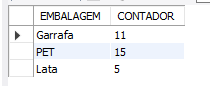 EMBALAGEM CONTADOR
Garrafa 11
PET 15
Lata 5